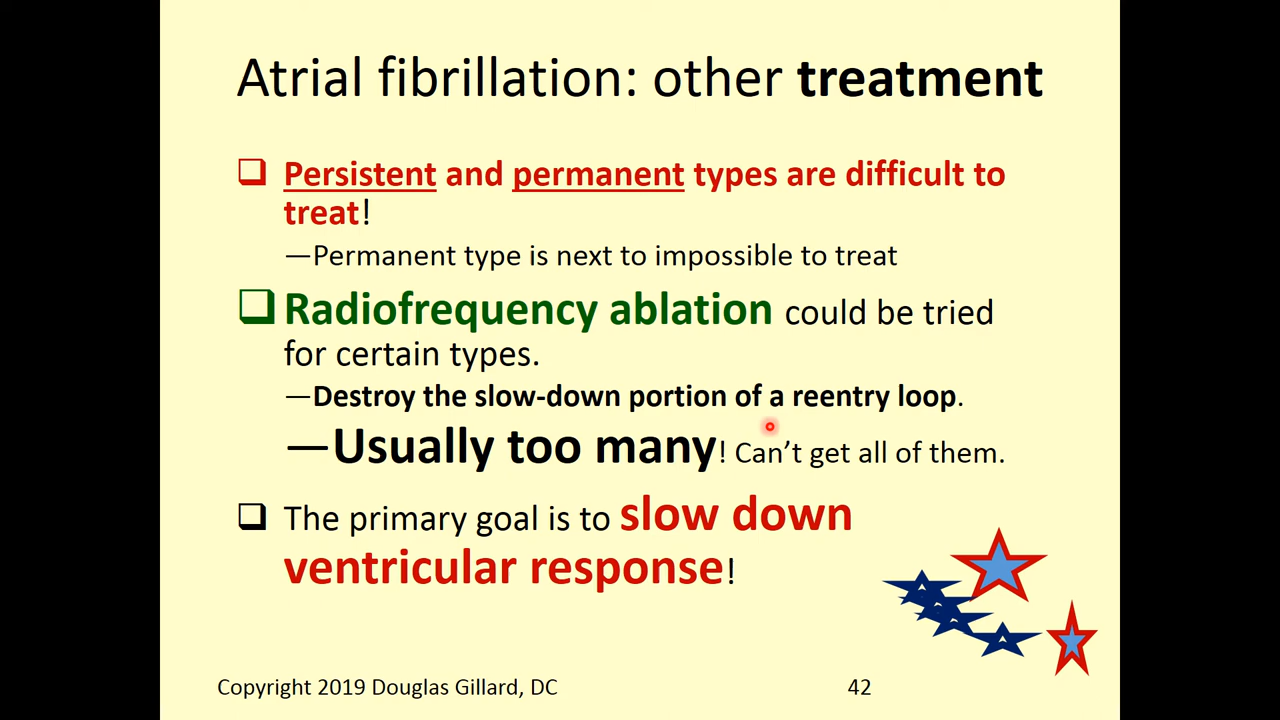 Atrial fibrillation: other treatment
❑ Persistent and permanent types are difficult to
treat!
—Permanent type is next to impossible to treat
❑ Radiofrequency ablation could be tried
for certain types.
—Destroy the slow-down portion of a reentry loop.
—Usually too many! Can’t get all of them.
❑ The primary goal is to slow down
ventricular response!
Copyright 2019 Douglas Gillard, DC
42